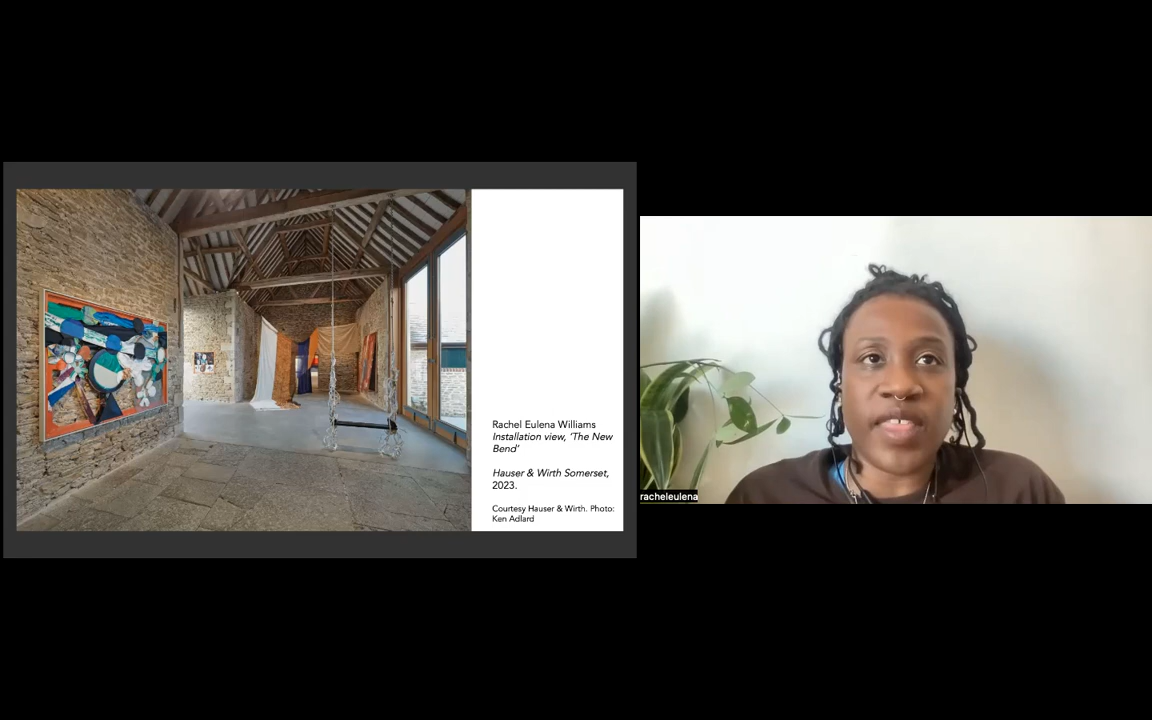 Rachel Eulena Williams
Installation view, ‘The New
Bend’
Hauser & Wirth Somerset,
2023.
Courtesy Hauser & Wirth. Photo:
Ken Adlard
racheleulena